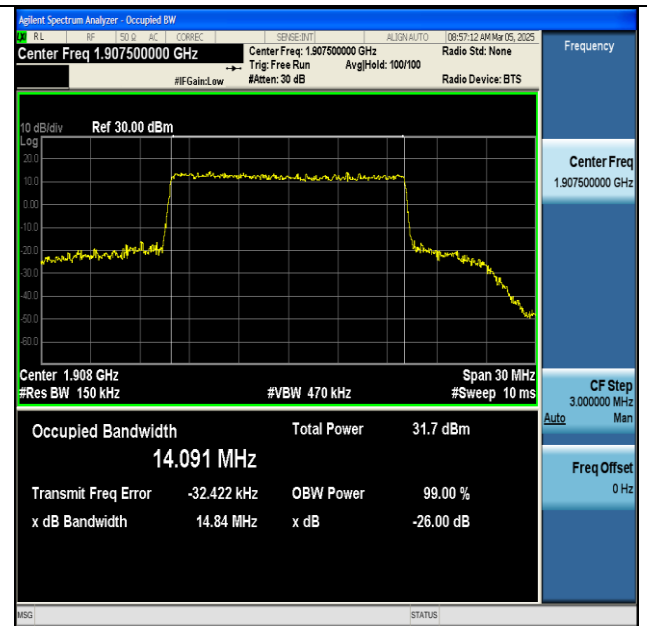 Agilent Spectrum Analyzer - Occupied BW
RL RF 50 Ω AC CORREC SENSE:INT ALIGN AUTO 08:57:12 AM Mar 05, 2025
Center Freq 1.907500000 GHz
Center Freq: 1.907500000 GHz Radio Std: None
Trig: Free Run Avg|Hold: 100/100
#IFGain:Low #Atten: 30 dB Radio Device: BTS
10 dB/div Ref 30.00 dBm
Log
20.0
10.0
0.00
-10.0
-20.0
-30.0
-40.0
-50.0
-60.0
Center 1.908 GHz Span 30 MHz
#Res BW 150 kHz #VBW 470 kHz #Sweep 10 ms
Occupied Bandwidth Total Power 31.7 dBm
14.091 MHz
Transmit Freq Error -32.422 kHz OBW Power 99.00 %
x dB Bandwidth 14.84 MHz x dB -26.00 dB
MSG STATUS
Frequency
Center Freq
1.907500000 GHz
CF Step
3.000000 MHz
Auto Man
Freq Offset
0 Hz